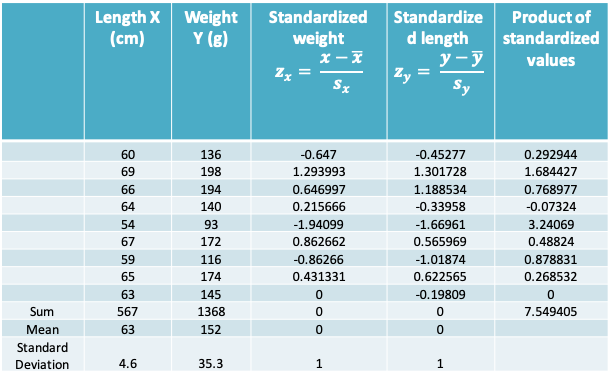 Length X (cm) | Weight Y (g) | Standardized weight z_x = (x − x̅)/s_x | Standardize d length z_y = (y − y̅)/s_y | Product of standardized values
60 136 -0.647 -0.45277 0.292944
69 198 1.293993 1.301728 1.684427
66 194 0.646997 1.188534 0.768977
64 140 0.215666 -0.33958 -0.07324
54 93 -1.94099 -1.66961 3.24069
67 172 0.862662 0.565969 0.48824
59 116 -0.86266 -1.01874 0.878831
65 174 0.431331 0.622565 0.268532
63 145 0 -0.19809 0
Sum 567 1368 0 0 7.549405
Mean 63 152 0 0
Standard
Deviation 4.6 35.3 1 1